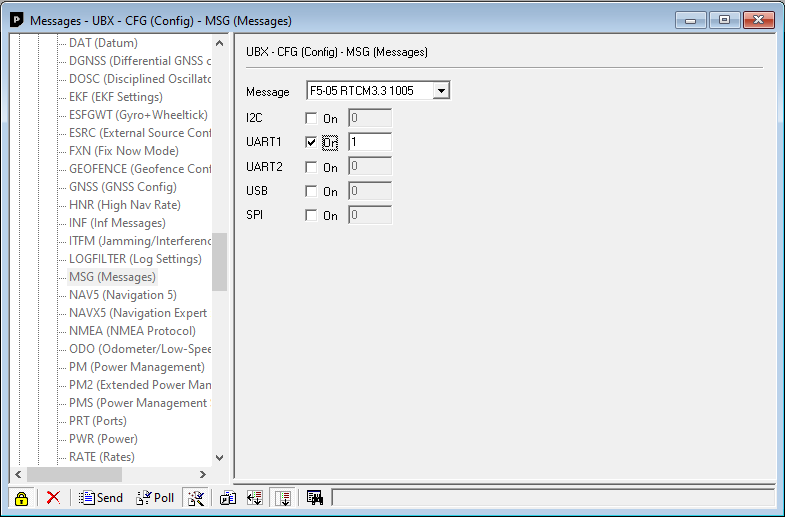 Messages - UBX - CFG (Config) - MSG (Messages)
DAT (Datum)
DGNSS (Differential GNSS c
DOSC (Disciplined Oscillato
EKF (EKF Settings)
ESFGWT (Gyro+Wheeltick)
ESRC (External Source Conf
FXN (Fix Now Mode)
GEOFENCE (Geofence Conf
GNSS (GNSS Config)
HNR (High Nav Rate)
INF (Inf Messages)
ITFM (Jamming/Interferenc
LOGFILTER (Log Settings)
MSG (Messages)
NAV5 (Navigation 5)
NAVX5 (Navigation Expert
NMEA (NMEA Protocol)
ODO (Odometer/Low-Spee
PM (Power Management)
PM2 (Extended Power Man
PMS (Power Management
PRT (Ports)
PWR (Power)
RATE (Rates)
UBX - CFG (Config) - MSG (Messages)
Message F5-05 RTCM3.3 1005
I2C On 0
UART1 On 1
UART2 On 0
USB On 0
SPI On 0
Send Poll